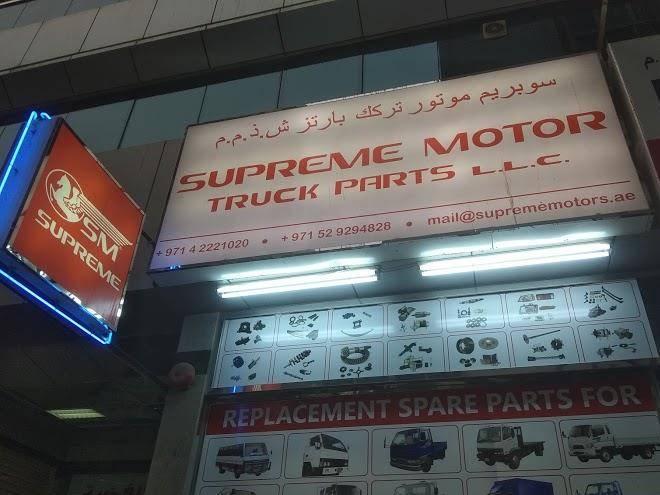 سوبريم موتور تركك بارتز ش.ذ.م.م
SUPREME MOTOR
TRUCK PARTS L.L.C.
+ 971 4 2221020 • + 971 52 9294828 • mail@suprememotors.ae
SM
SUPREME
REPLACEMENT SPARE PARTS FOR